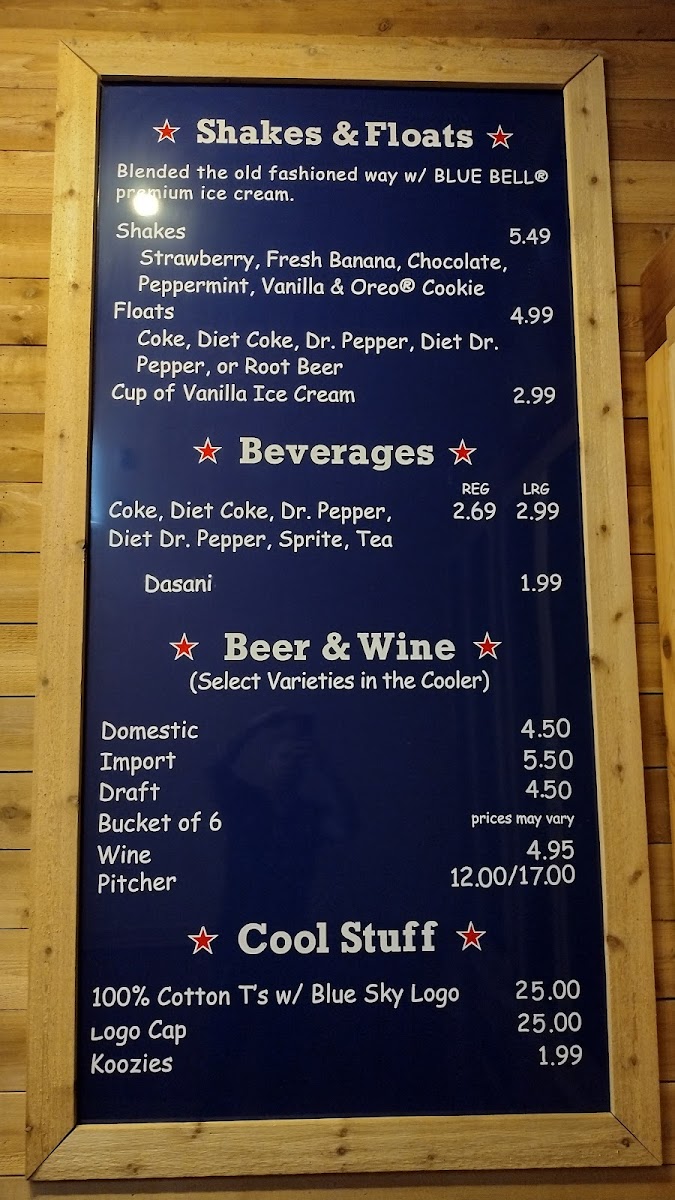 Shakes & Floats
Blended the old fashioned way w/ BLUE BELL®
premium ice cream.
Shakes 5.49
Strawberry, Fresh Banana, Chocolate,
Peppermint, Vanilla & Oreo® Cookie
Floats 4.99
Coke, Diet Coke, Dr. Pepper, Diet Dr.
Pepper, or Root Beer
Cup of Vanilla Ice Cream 2.99
Beverages
REG LRG
Coke, Diet Coke, Dr. Pepper, 2.69 2.99
Diet Dr. Pepper, Sprite, Tea
Dasani 1.99
Beer & Wine
(Select Varieties in the Cooler)
Domestic 4.50
Import 5.50
Draft 4.50
Bucket of 6 prices may vary
Wine 4.95
Pitcher 12.00/17.00
Cool Stuff
100% Cotton T's w/ Blue Sky Logo 25.00
Logo Cap 25.00
Koozies 1.99